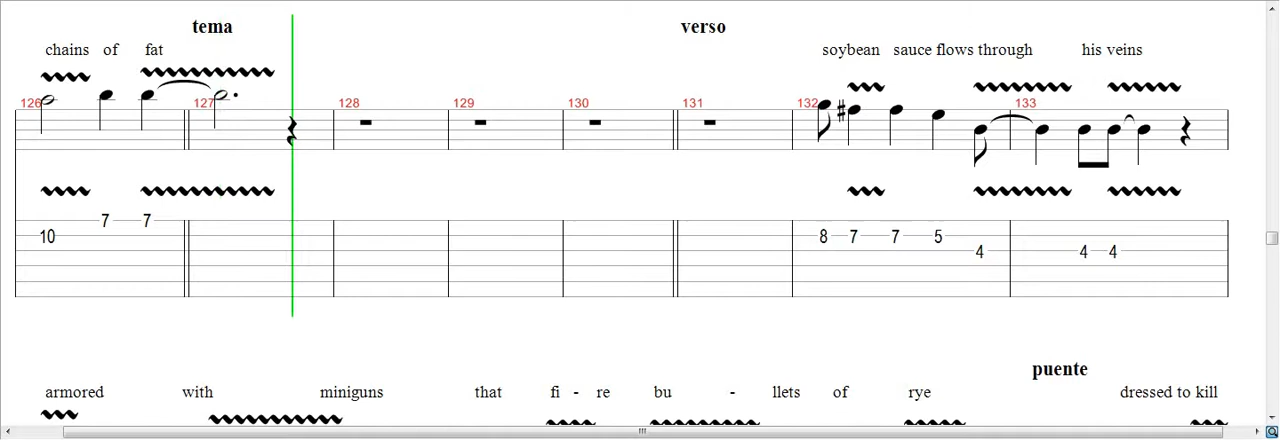 tema verso
chains of fat soybean sauce flows through his veins
126 127 128 129 130 131 132 133
7 7
10 8 7 7 5
4 4 4
puente
armored with miniguns that fi - re bu - llets of rye dressed to kill